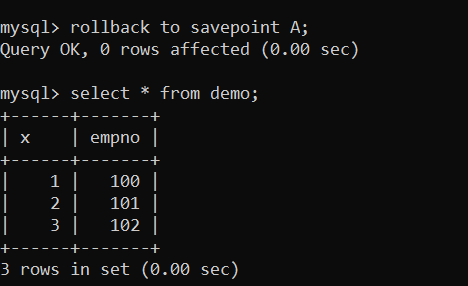 mysql> rollback to savepoint A;
Query OK, 0 rows affected (0.00 sec)
mysql> select * from demo;
+------+-------+
| x    | empno |
+------+-------+
|    1 |   100 |
|    2 |   101 |
|    3 |   102 |
+------+-------+
3 rows in set (0.00 sec)